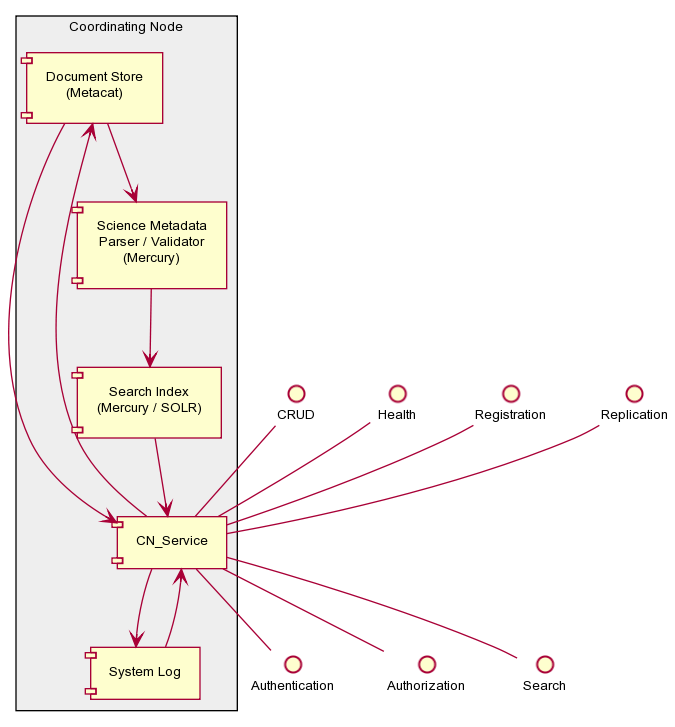 Coordinating Node
Document Store
(Metacat)
Science Metadata
Parser / Validator
(Mercury)
Search Index
(Mercury / SOLR)
CRUD
Health
Registration
Replication
CN_Service
System Log
Authentication
Authorization
Search